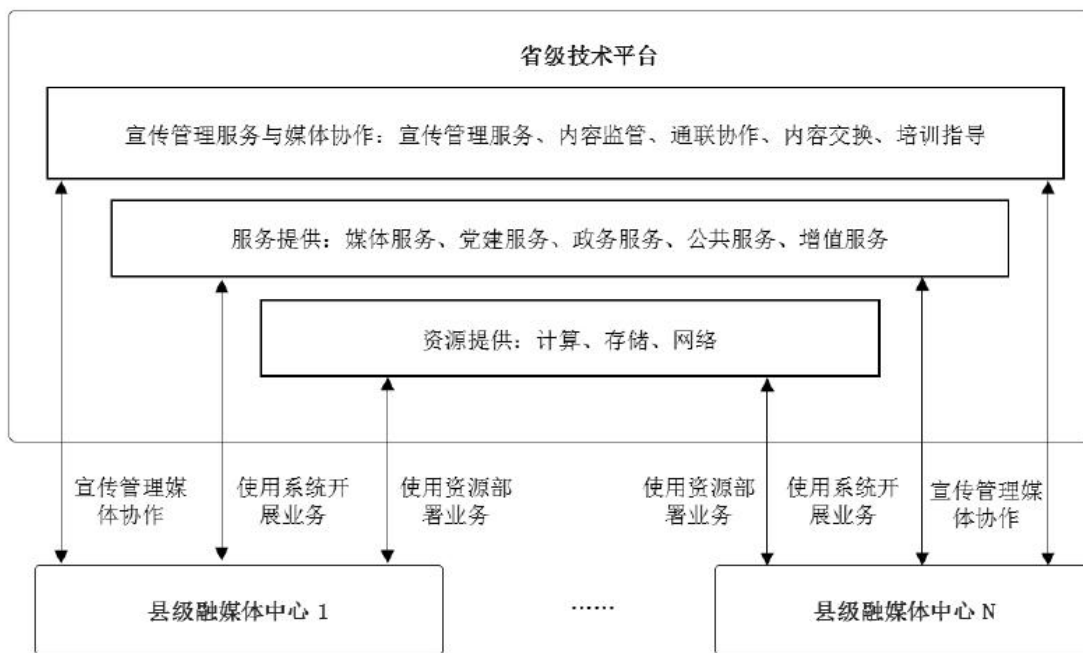 省级技术平台
宣传管理服务与媒体协作：宣传管理服务、内容监管、通联协作、内容交换、培训指导
服务提供：媒体服务、党建服务、政务服务、公共服务、增值服务
资源提供：计算、存储、网络
宣传管理媒
体协作
使用系统开
展业务
使用资源部
署业务
使用资源部
署业务
使用系统开
展业务
宣传管理媒
体协作
县级融媒体中心 1
……
县级融媒体中心 N